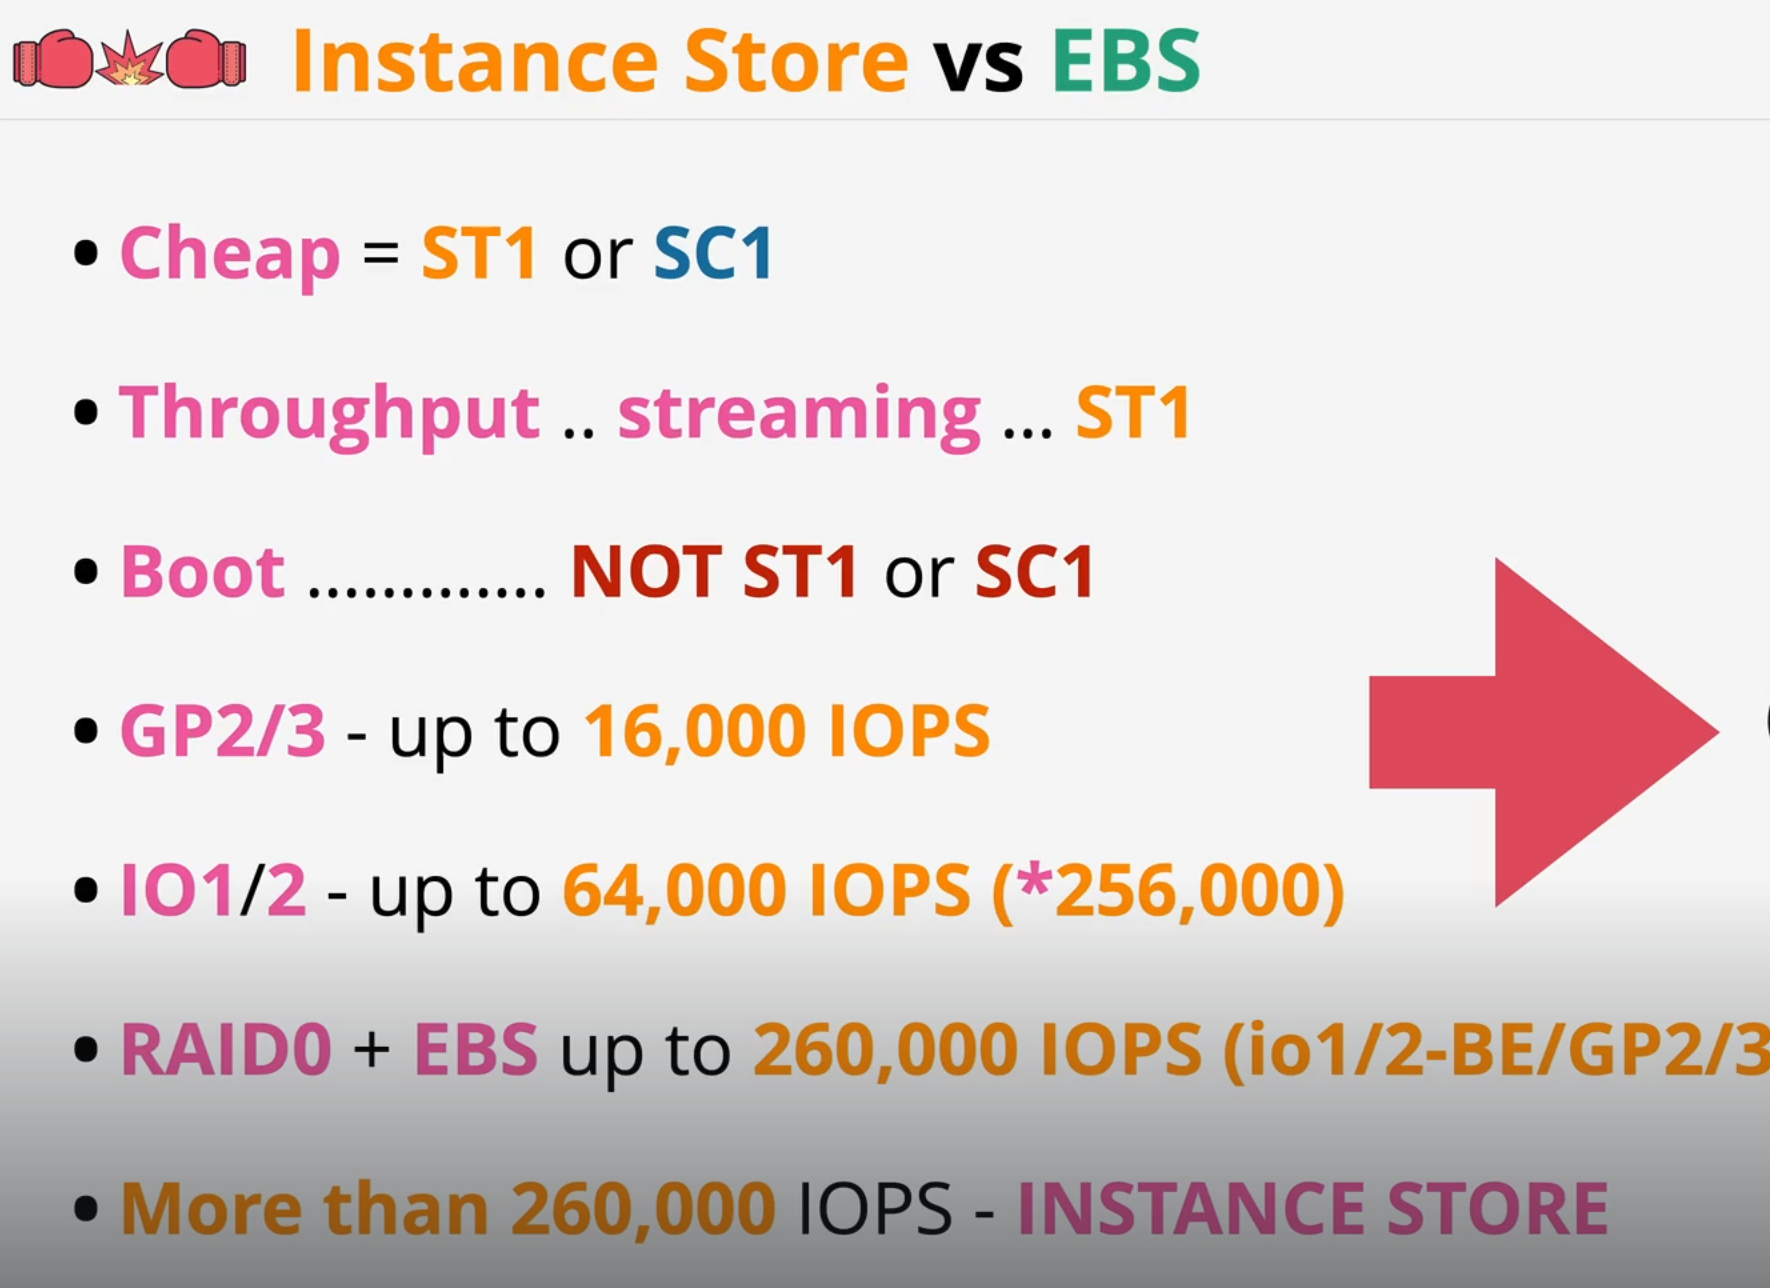 Instance Store vs EBS
• Cheap = ST1 or SC1
• Throughput .. streaming ... ST1
• Boot ............. NOT ST1 or SC1
• GP2/3 - up to 16,000 IOPS
• IO1/2 - up to 64,000 IOPS (*256,000)
• RAID0 + EBS up to 260,000 IOPS (io1/2-BE/GP2/3
• More than 260,000 IOPS - INSTANCE STORE